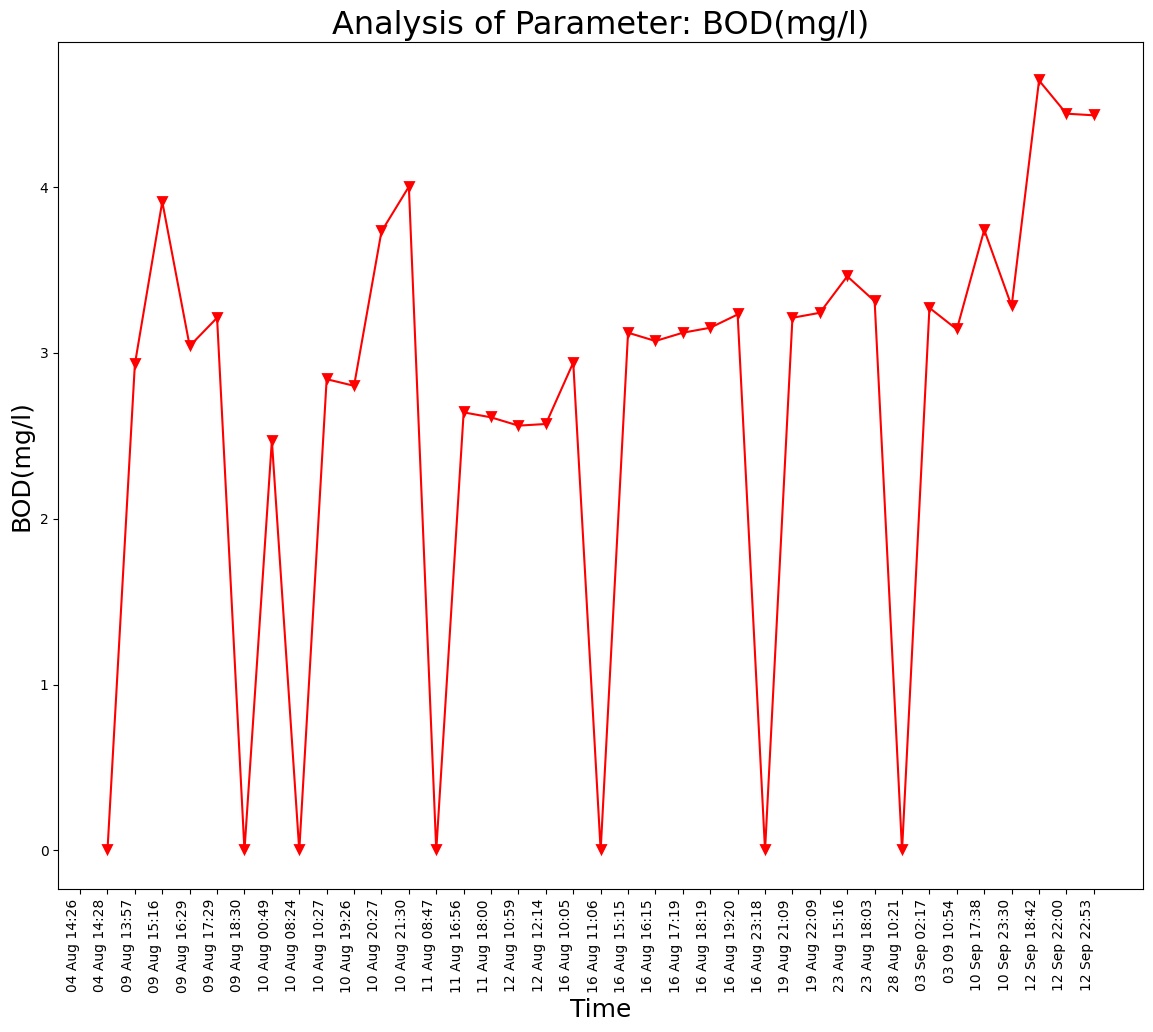 Analysis of Parameter: BOD(mg/l)
BOD(mg/l)
4
3
2
1
0
04 Aug 14:26
04 Aug 14:28
09 Aug 13:57
09 Aug 15:16
09 Aug 16:29
09 Aug 17:29
09 Aug 18:30
10 Aug 00:49
10 Aug 08:24
10 Aug 10:27
10 Aug 19:26
10 Aug 20:27
10 Aug 21:30
11 Aug 08:47
11 Aug 16:56
11 Aug 18:00
12 Aug 10:59
12 Aug 12:14
16 Aug 10:05
16 Aug 11:06
16 Aug 15:15
16 Aug 16:15
16 Aug 17:19
16 Aug 18:19
16 Aug 19:20
16 Aug 23:18
19 Aug 21:09
19 Aug 22:09
23 Aug 15:16
23 Aug 18:03
28 Aug 10:21
03 Sep 02:17
03 09 10:54
10 Sep 17:38
10 Sep 23:30
12 Sep 18:42
12 Sep 22:00
12 Sep 22:53
Time